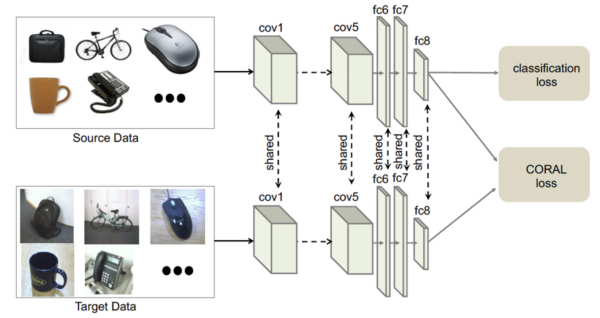 cov1
cov5
fc6
fc7
fc8
classification
loss
Source Data
shared
shared
shared
shared
shared
CORAL
loss
cov1
cov5
fc6
fc7
fc8
Target Data